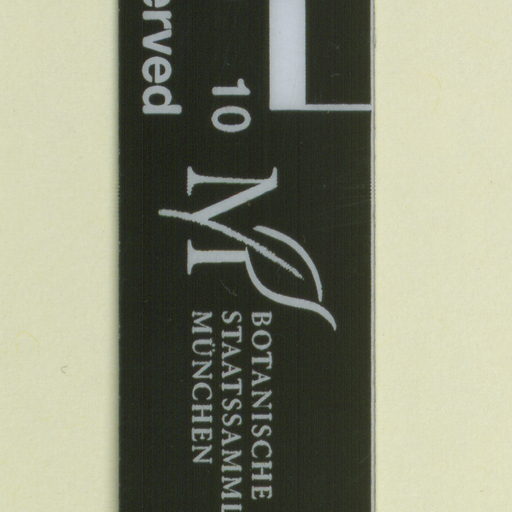 erved
10
BOTANISCHE
STAATSSAMML
MÜNCHEN